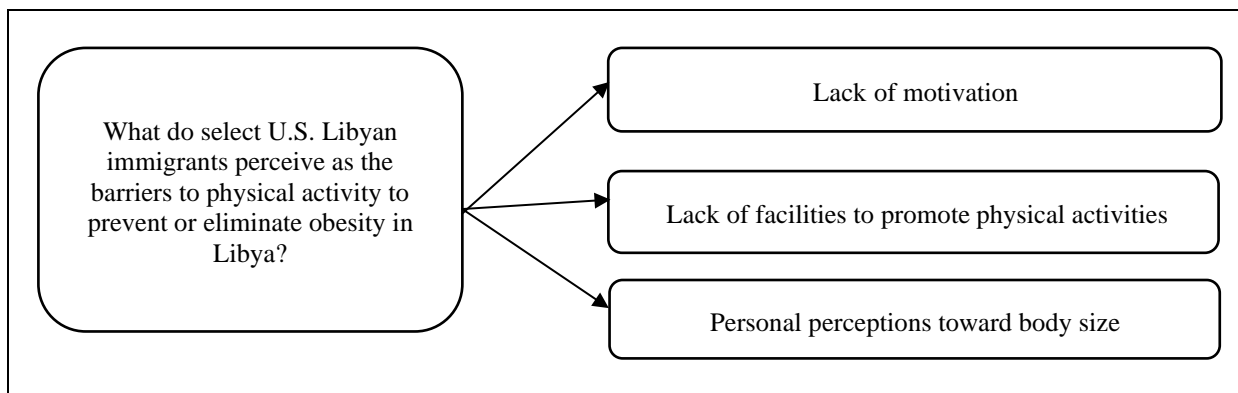 What do select U.S. Libyan
immigrants perceive as the
barriers to physical activity to
prevent or eliminate obesity in
Libya?
Lack of motivation
Lack of facilities to promote physical activities
Personal perceptions toward body size